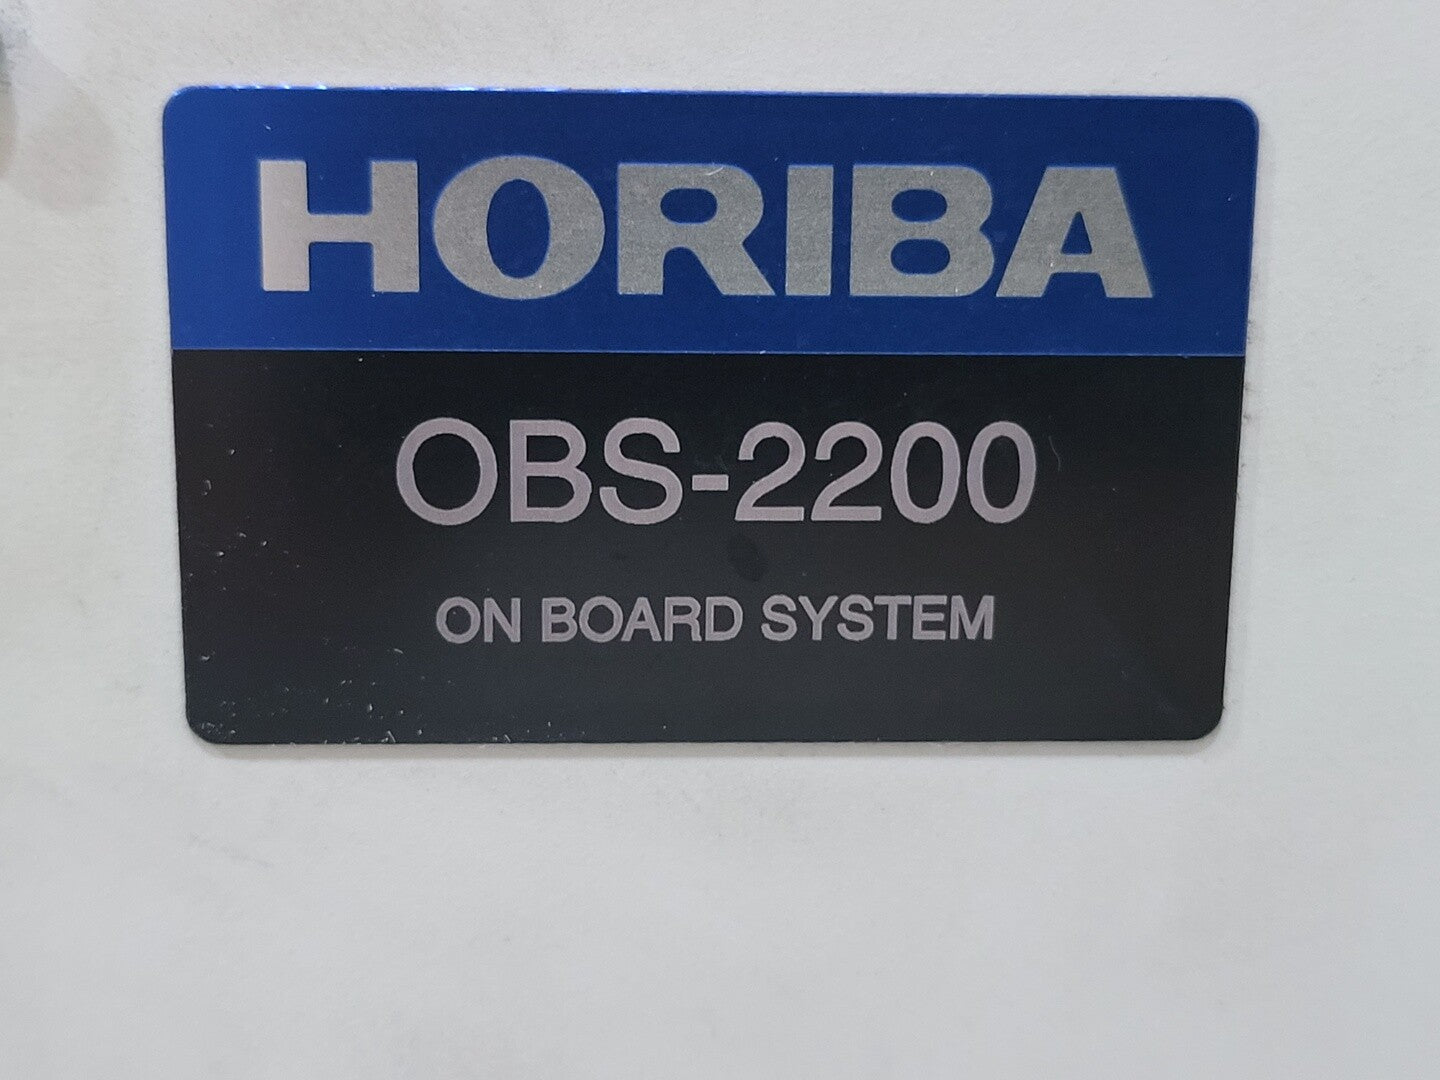 HORIBA
OBS-2200
ON BOARD SYSTEM